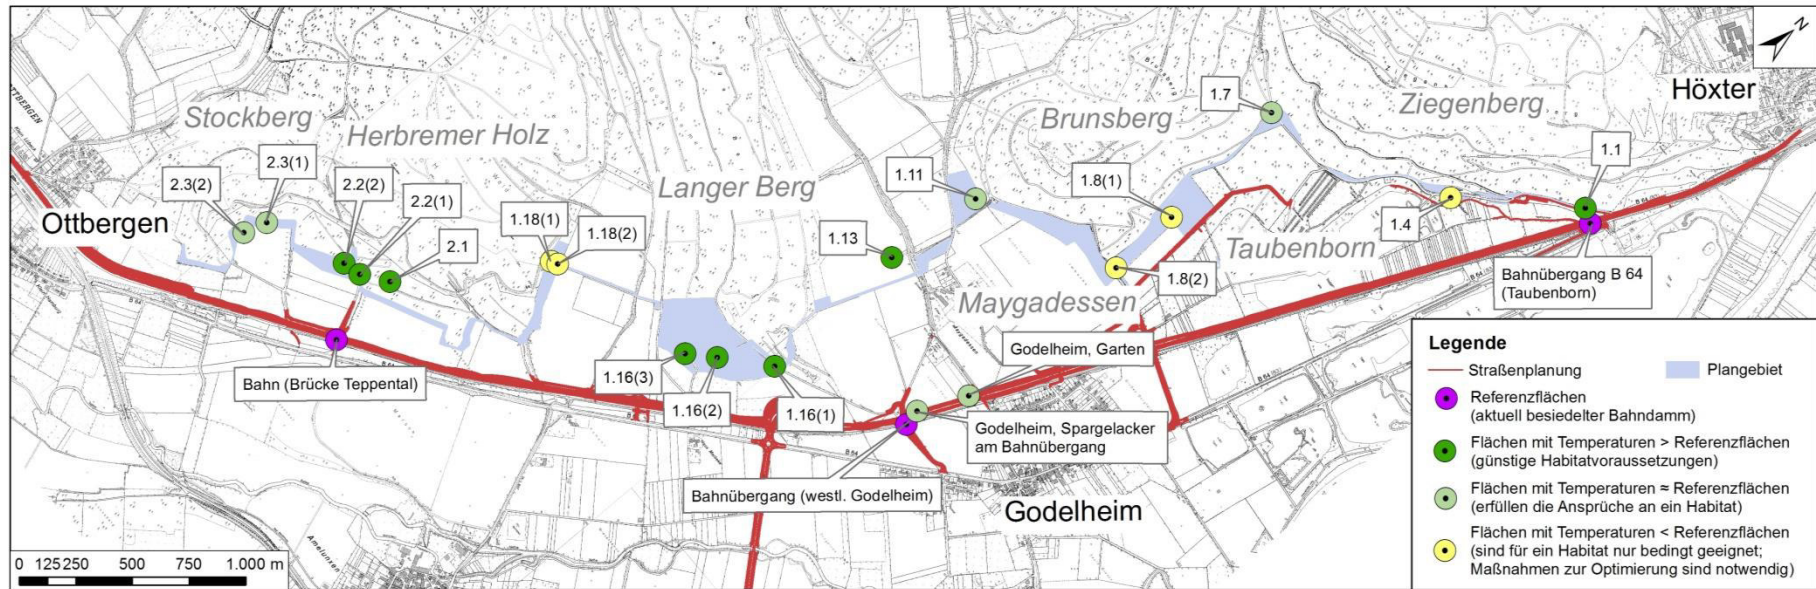 N
Höxter
Ziegenberg
1.7
Brunsberg
1.1
Stockberg
Herbremer Holz
2.3(1)
2.3(2)
2.2(2)
2.2(1)
2.1
Langer Berg
1.11
1.8(1)
1.18(1)
1.18(2)
1.13
1.4
Ottbergen
Taubenborn
1.8(2)
Bahnübergang B 64
(Taubenborn)
Maygadessen
Godelheim, Garten
1.16(3)
1.16(2)
1.16(1)
Bahn (Brücke Teppental)
Godelheim, Spargelacker
am Bahnübergang
Bahnübergang (westl. Godelheim)
Godelheim
Amelunxen
B 64
0 125 250 500 750 1.000 m
Legende
Straßenplanung
Plangebiet
Referenzflächen
(aktuell besiedelter Bahndamm)
Flächen mit Temperaturen > Referenzflächen
(günstige Habitatvoraussetzungen)
Flächen mit Temperaturen ≈ Referenzflächen
(erfüllen die Ansprüche an ein Habitat)
Flächen mit Temperaturen < Referenzflächen
(sind für ein Habitat nur bedingt geeignet;
Maßnahmen zur Optimierung sind notwendig)